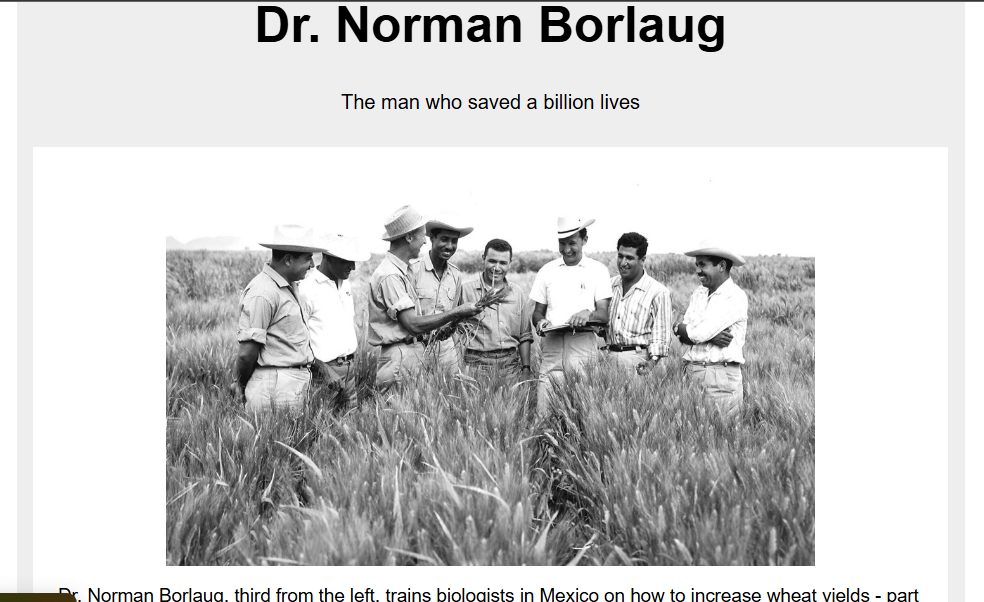 Dr. Norman Borlaug
The man who saved a billion lives
Dr. Norman Borlaug, third from the left, trains biologists in Mexico on how to increase wheat yields - part